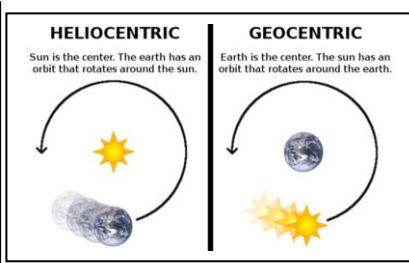 HELIOCENTRIC
Sun is the center. The earth has an
orbit that rotates around the sun.
GEOCENTRIC
Earth is the center. The sun has an
orbit that rotates around the earth.